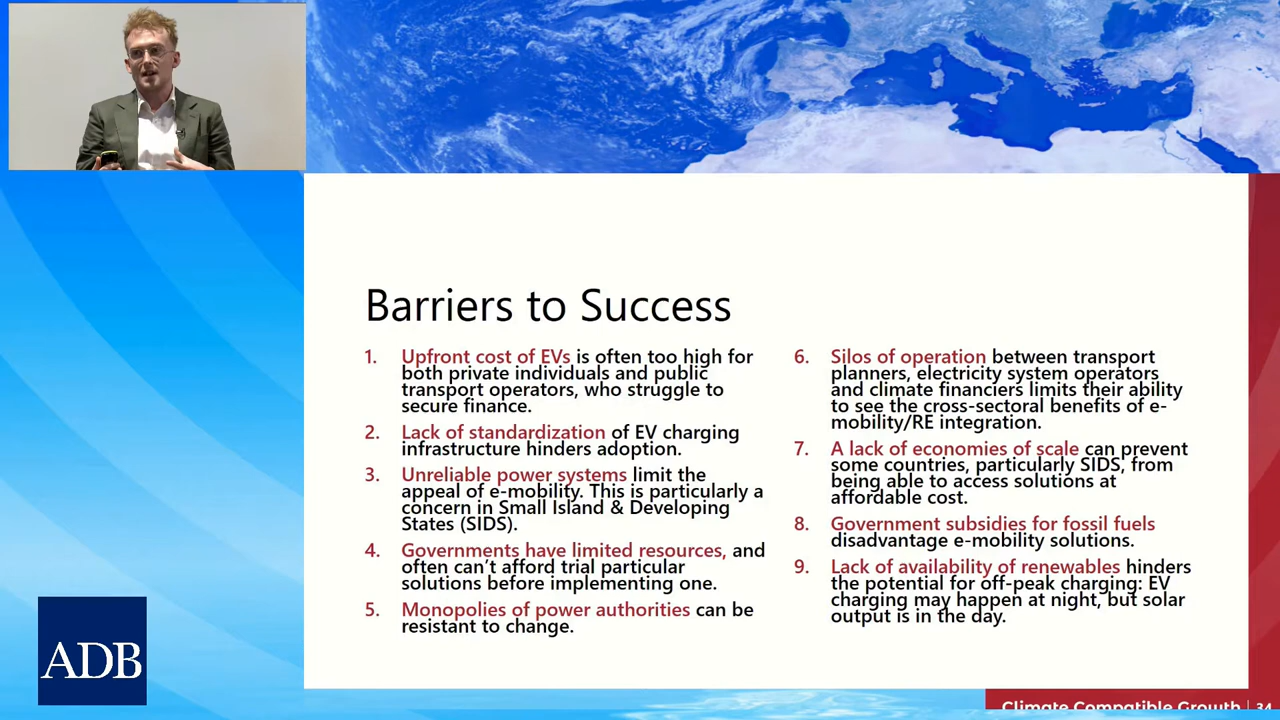 Barriers to Success
1. Upfront cost of EVs is often too high for
both private individuals and public
transport operators, who struggle to
secure finance.
2. Lack of standardization of EV charging
infrastructure hinders adoption.
3. Unreliable power systems limit the
appeal of e-mobility. This is particularly a
concern in Small Island & Developing
States (SIDS).
4. Governments have limited resources, and
often can't afford trial particular
solutions before implementing one.
5. Monopolies of power authorities can be
resistant to change.
6. Silos of operation between transport
planners, electricity system operators
and climate financiers limits their ability
to see the cross-sectoral benefits of e-
mobility/RE integration.
7. A lack of economies of scale can prevent
some countries, particularly SIDS, from
being able to access solutions at
affordable cost.
8. Government subsidies for fossil fuels
disadvantage e-mobility solutions.
9. Lack of availability of renewables hinders
the potential for off-peak charging: EV
charging may happen at night, but solar
output is in the day.
ADB
Climate Compatible Growth | 34